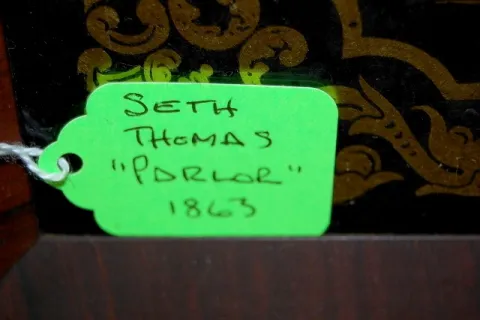 SETH
THOMAS
"PARLOR"
1863